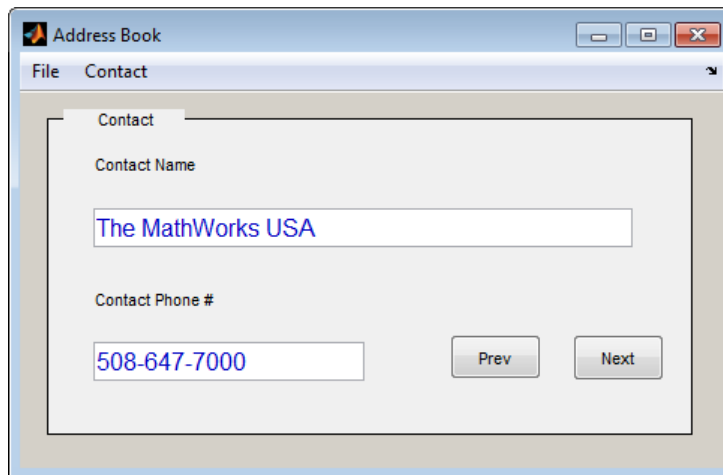 Address Book
File Contact
Contact
Contact Name
The MathWorks USA
Contact Phone #
508-647-7000 Prev Next